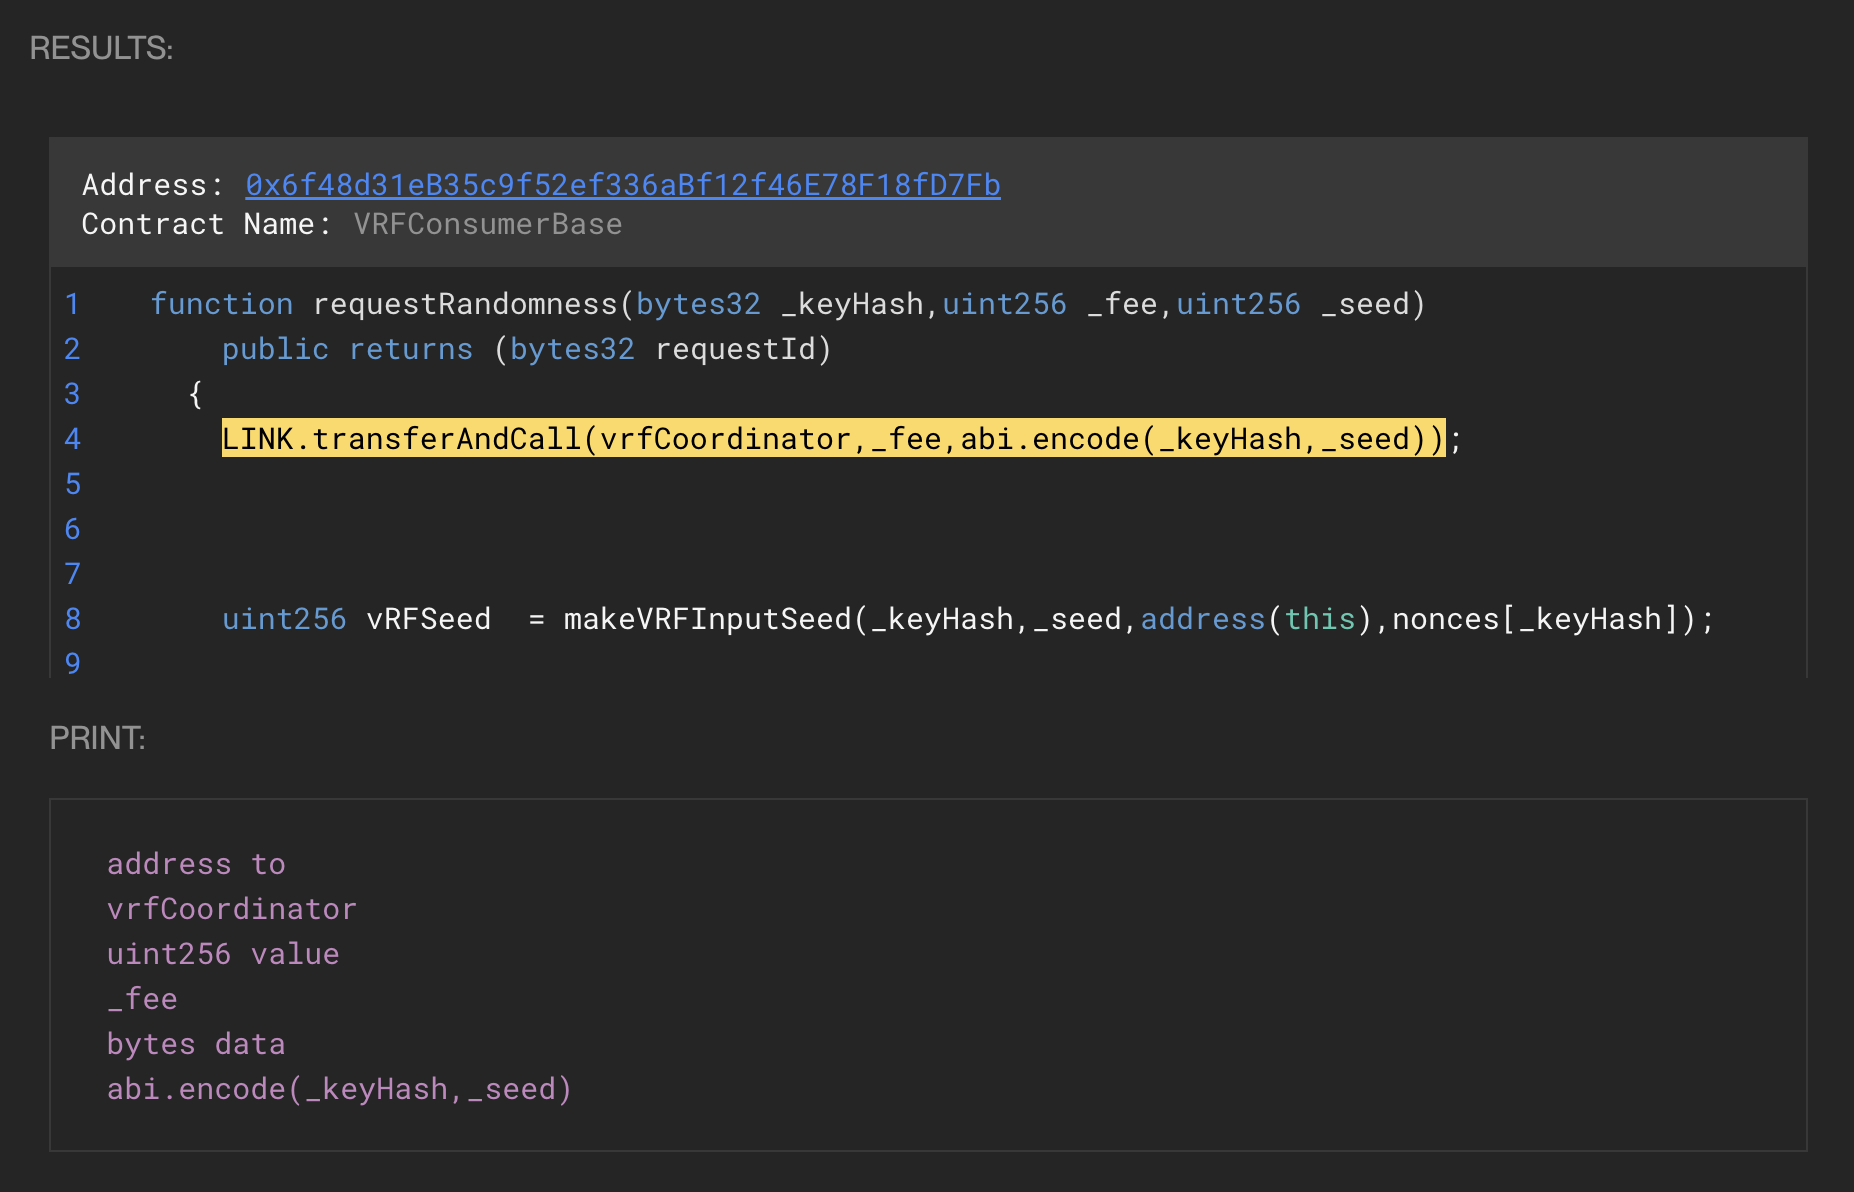 RESULTS:
Address: 0x6f48d31eB35c9f52ef336aBf12f46E78F18fD7Fb
Contract Name: VRFConsumerBase
1 function requestRandomness(bytes32 _keyHash,uint256 _fee,uint256 _seed)
2 public returns (bytes32 requestId)
3 {
4 LINK.transferAndCall(vrfCoordinator,_fee,abi.encode(_keyHash,_seed));
5
6
7
8 uint256 vRFSeed  = makeVRFInputSeed(_keyHash,_seed,address(this),nonces[_keyHash]);
9
PRINT:
address to
vrfCoordinator
uint256 value
_fee
bytes data
abi.encode(_keyHash,_seed)